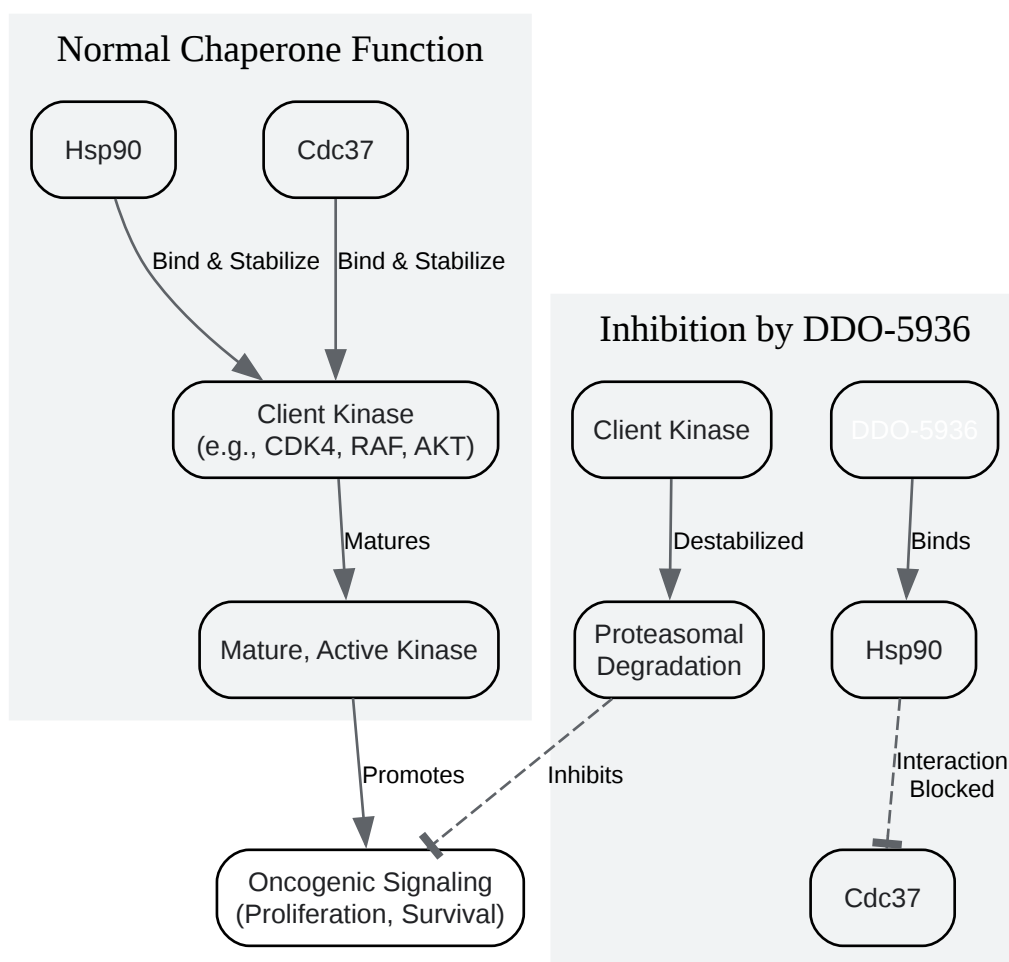 Normal Chaperone Function
Hsp90
Cdc37
Bind & Stabilize
Bind & Stabilize
Client Kinase
(e.g., CDK4, RAF, AKT)
Matures
Mature, Active Kinase
Promotes
Oncogenic Signaling
(Proliferation, Survival)
Inhibition by DDO-5936
Client Kinase
DDO-5936
Destabilized
Binds
Proteasomal
Degradation
Hsp90
Inhibits
Interaction
Blocked
Cdc37